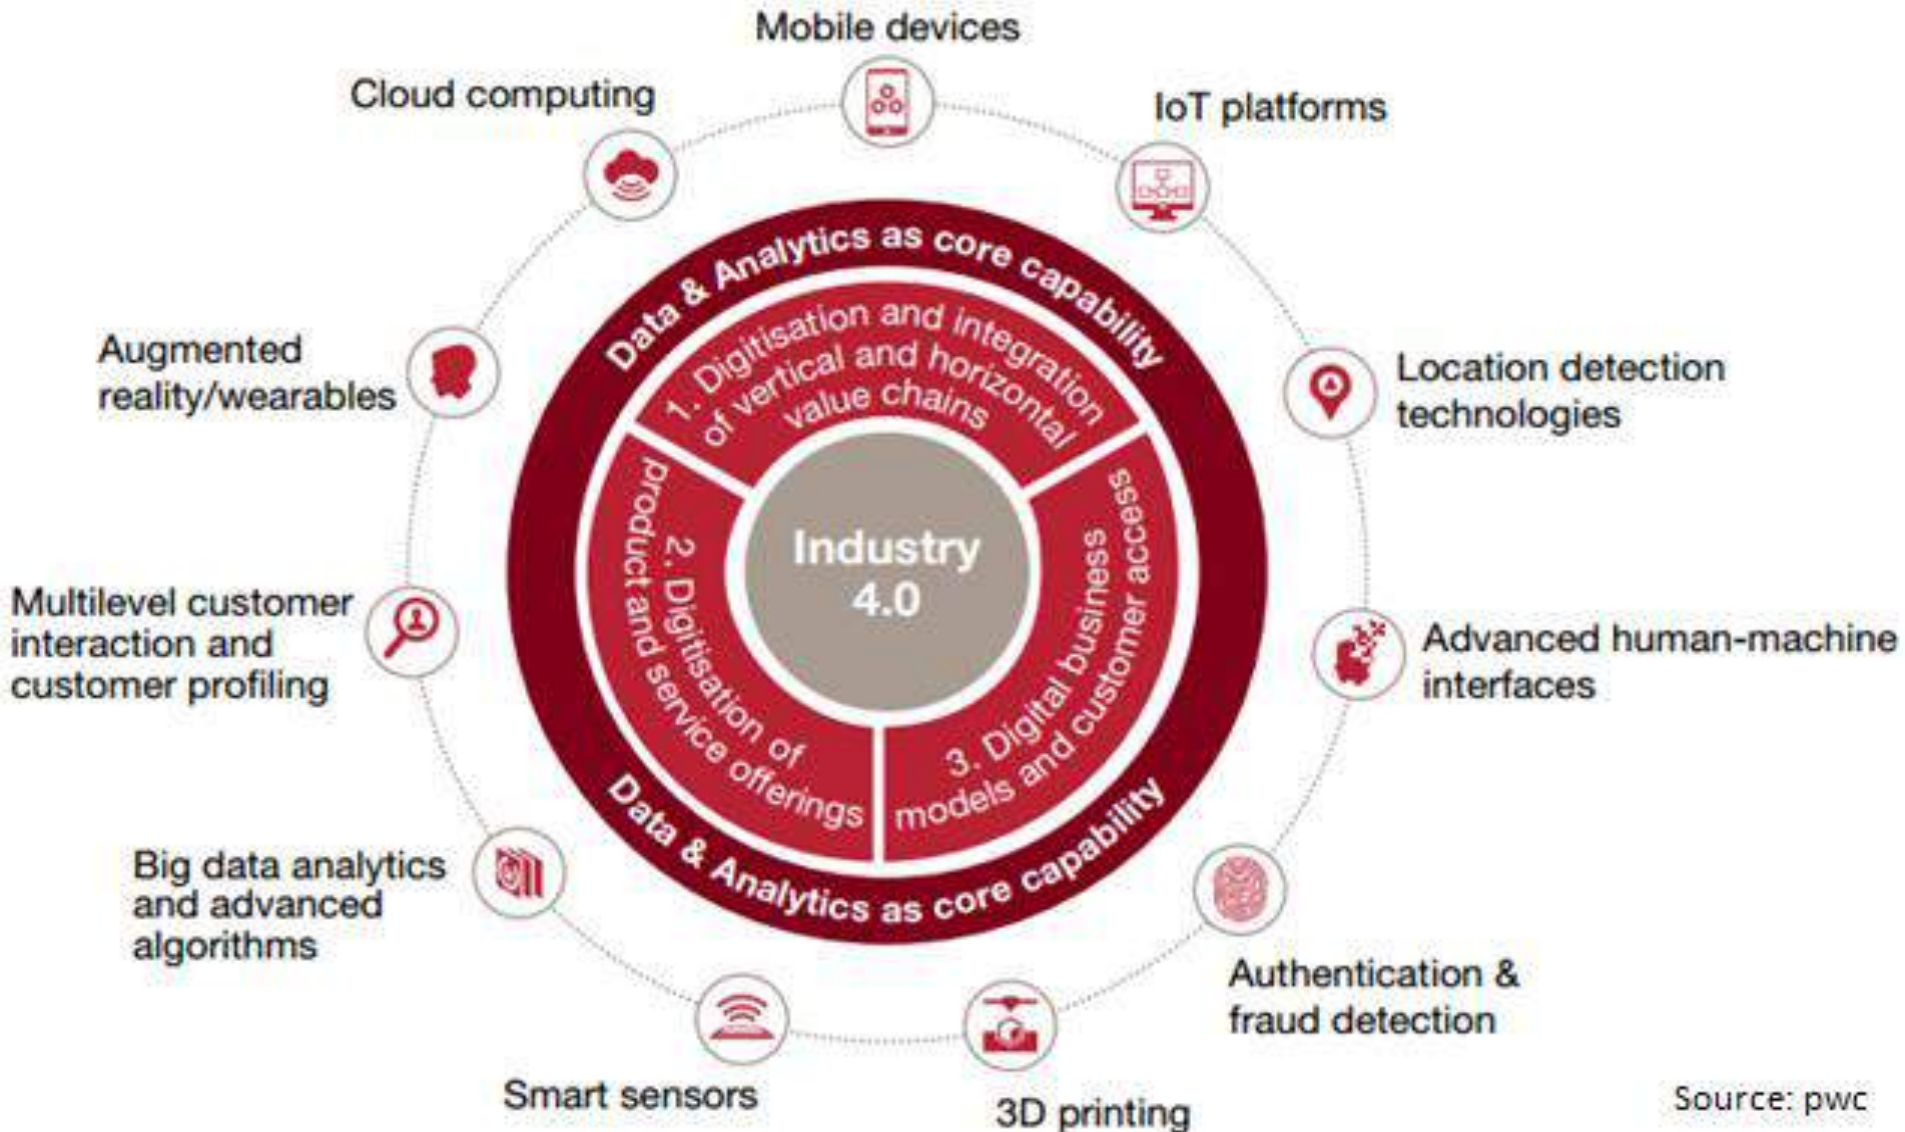 Mobile devices
Cloud computing
IoT platforms
Data & Analytics as core capability
1. Digitisation and integration
of vertical and horizontal
value chains
Augmented
reality/wearables
Location detection
technologies
Industry
4.0
2. Digitisation of
product and service offerings
3. Digital business
models and customer access
Multilevel customer
interaction and
customer profiling
Advanced human-machine
interfaces
Data & Analytics as core capability
Big data analytics
and advanced
algorithms
Authentication &
fraud detection
Smart sensors
3D printing
Source: pwc